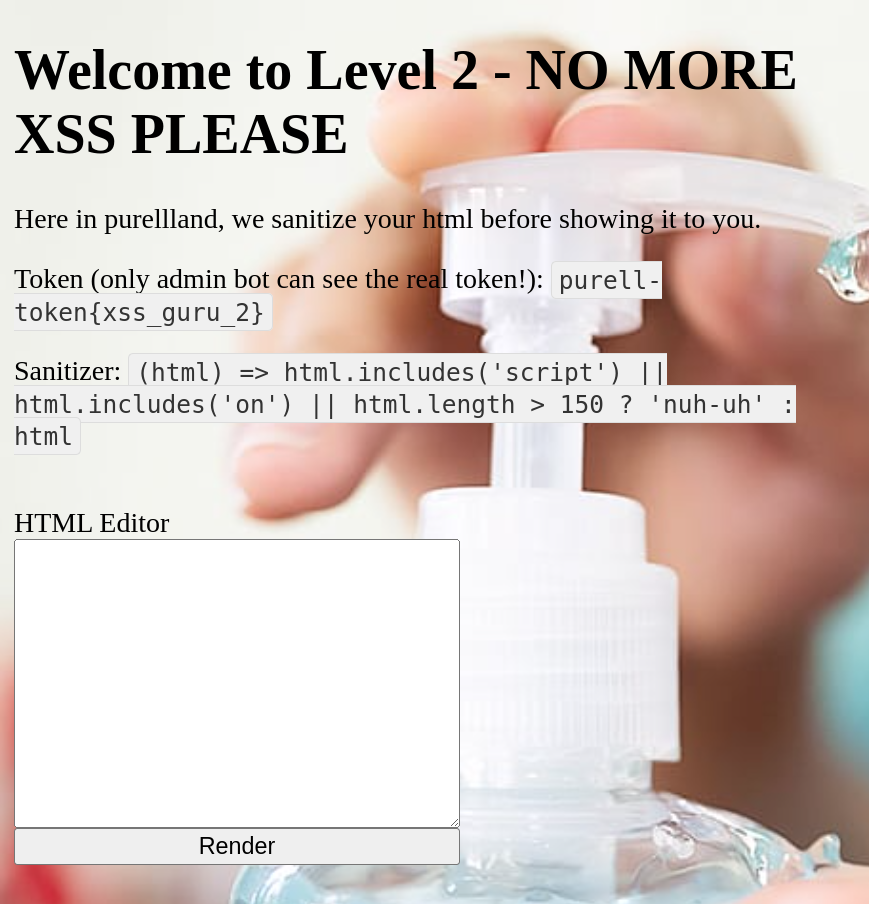 Welcome to Level 2 - NO MORE
XSS PLEASE
Here in purellland, we sanitize your html before showing it to you.
Token (only admin bot can see the real token!): purell-
token{xss_guru_2}
Sanitizer: (html) => html.includes('script') ||
html.includes('on') || html.length > 150 ? 'nuh-uh' :
html
HTML Editor
Render